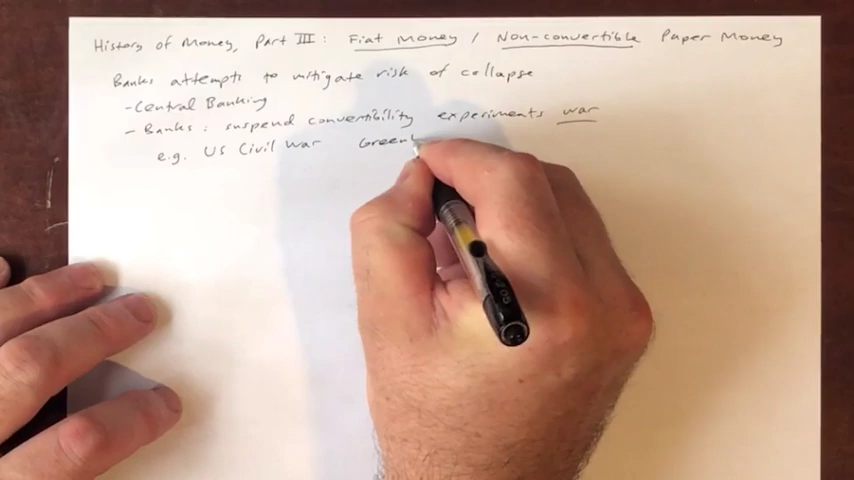 History of Money, Part III: Fiat Money / Non-convertible Paper Money
Banks attempts to mitigate risk of collapse
- Central Banking
- Banks: suspend convertibility experiments war
e.g. US Civil War Green